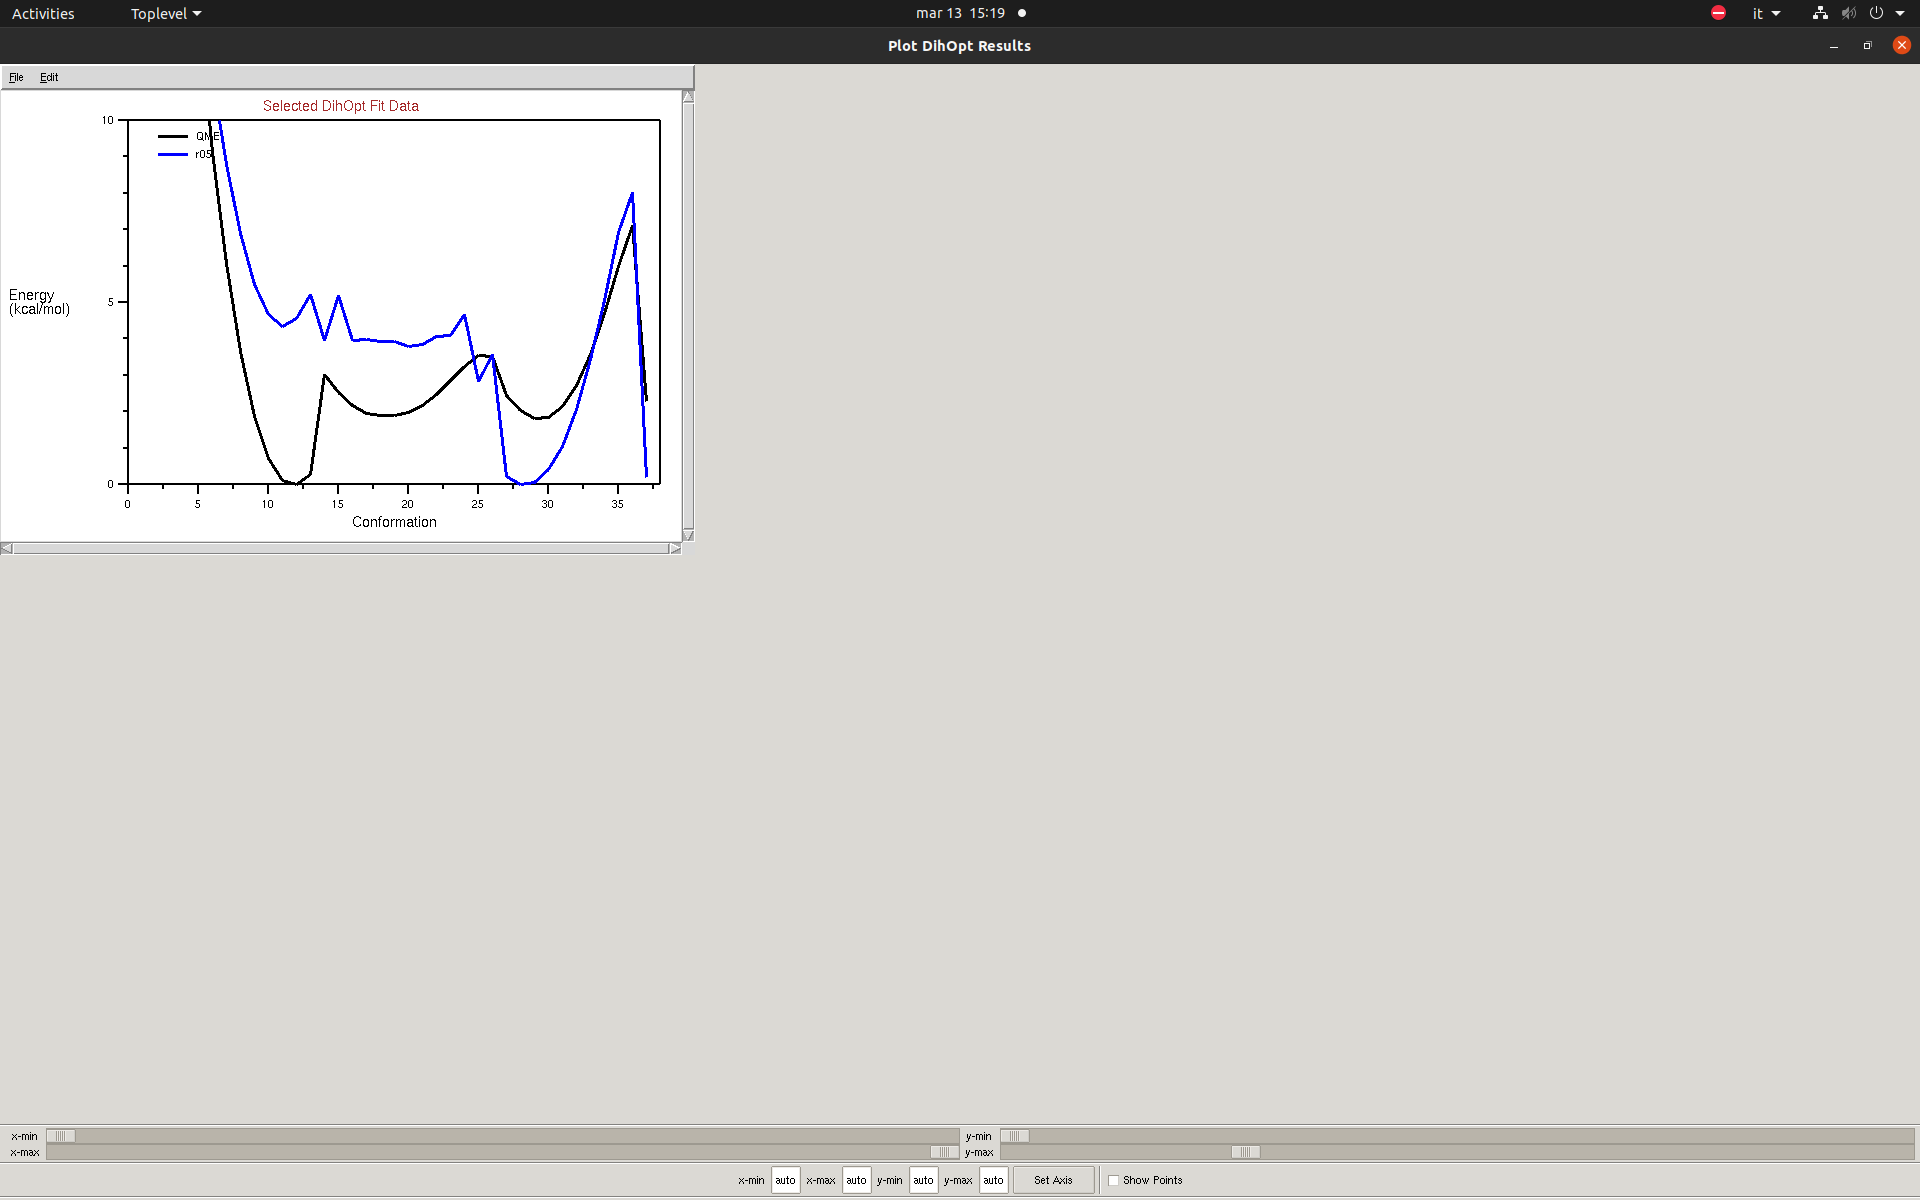 Activities Toplevel mar 13 15:19 it
Plot DihOpt Results
File Edit
Selected DihOpt Fit Data
10
QME
r05
Energy
(kcal/mol)
5
0
0 5 10 15 20 25 30 35
Conformation
x-min y-min
x-max y-max
x-min auto x-max auto y-min auto y-max auto Set Axis Show Points